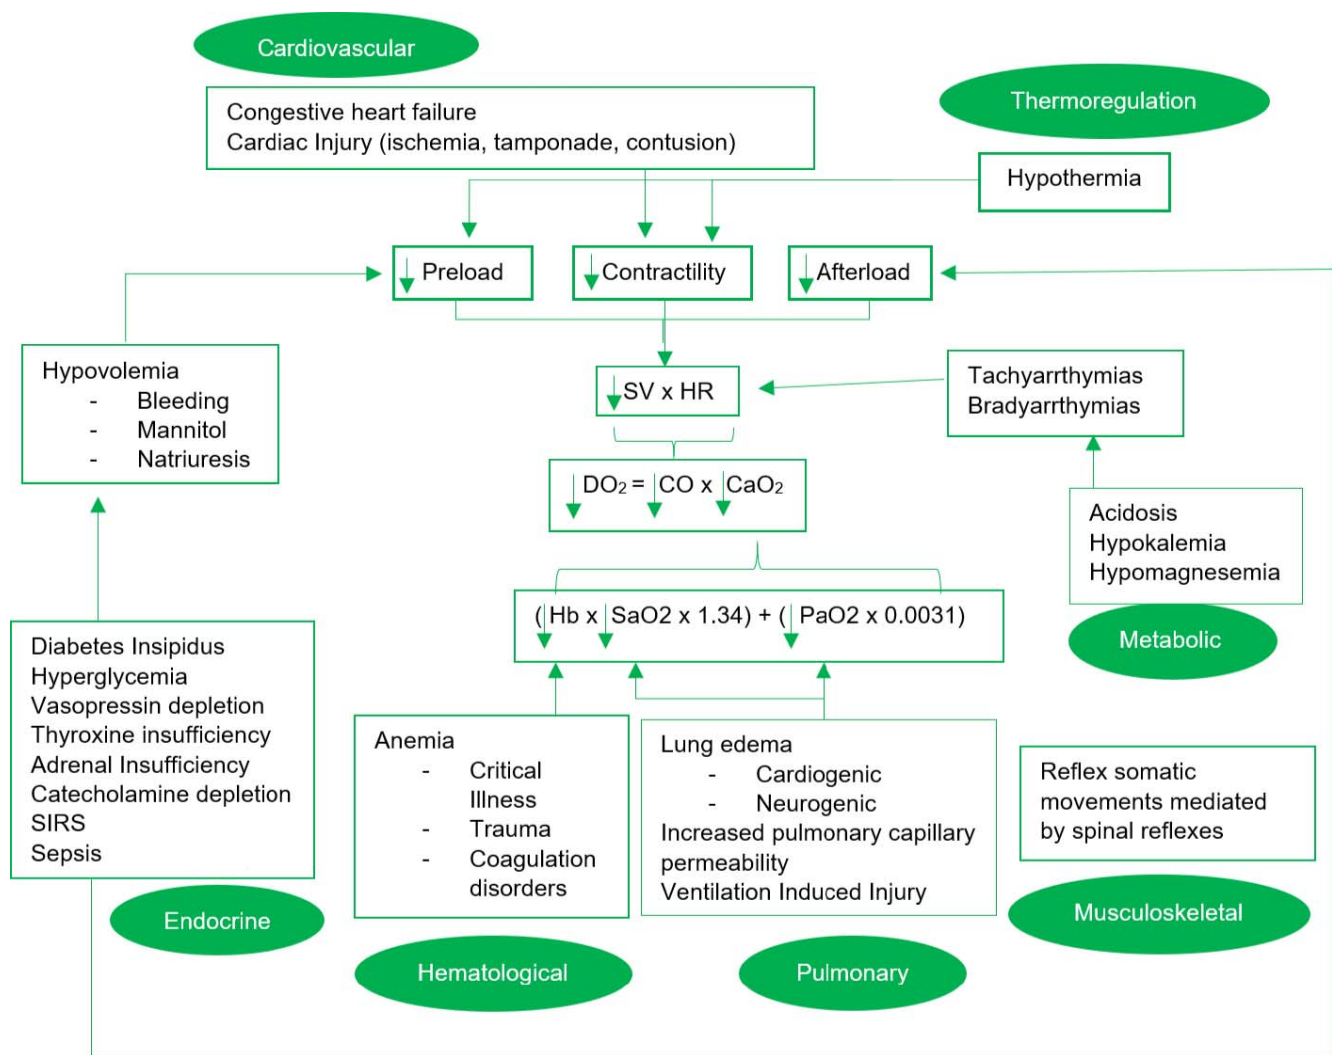 Cardiovascular
Congestive heart failure
Cardiac Injury (ischemia, tamponade, contusion)
Thermoregulation
Hypothermia
Preload
Contractility
Afterload
Hypovolemia
- Bleeding
- Mannitol
- Natriuresis
SV x HR
Tachyarrthymias
Bradyarrthymias
DO₂ = CO x CaO₂
Acidosis
Hypokalemia
Hypomagnesemia
Metabolic
(Hb x SaO2 x 1.34) + ( PaO2 x 0.0031)
Diabetes Insipidus
Hyperglycemia
Vasopressin depletion
Thyroxine insufficiency
Adrenal Insufficiency
Catecholamine depletion
SIRS
Sepsis
Endocrine
Anemia
- Critical
Illness
- Trauma
- Coagulation
disorders
Hematological
Lung edema
- Cardiogenic
- Neurogenic
Increased pulmonary capillary
permeability
Ventilation Induced Injury
Pulmonary
Reflex somatic
movements mediated
by spinal reflexes
Musculoskeletal